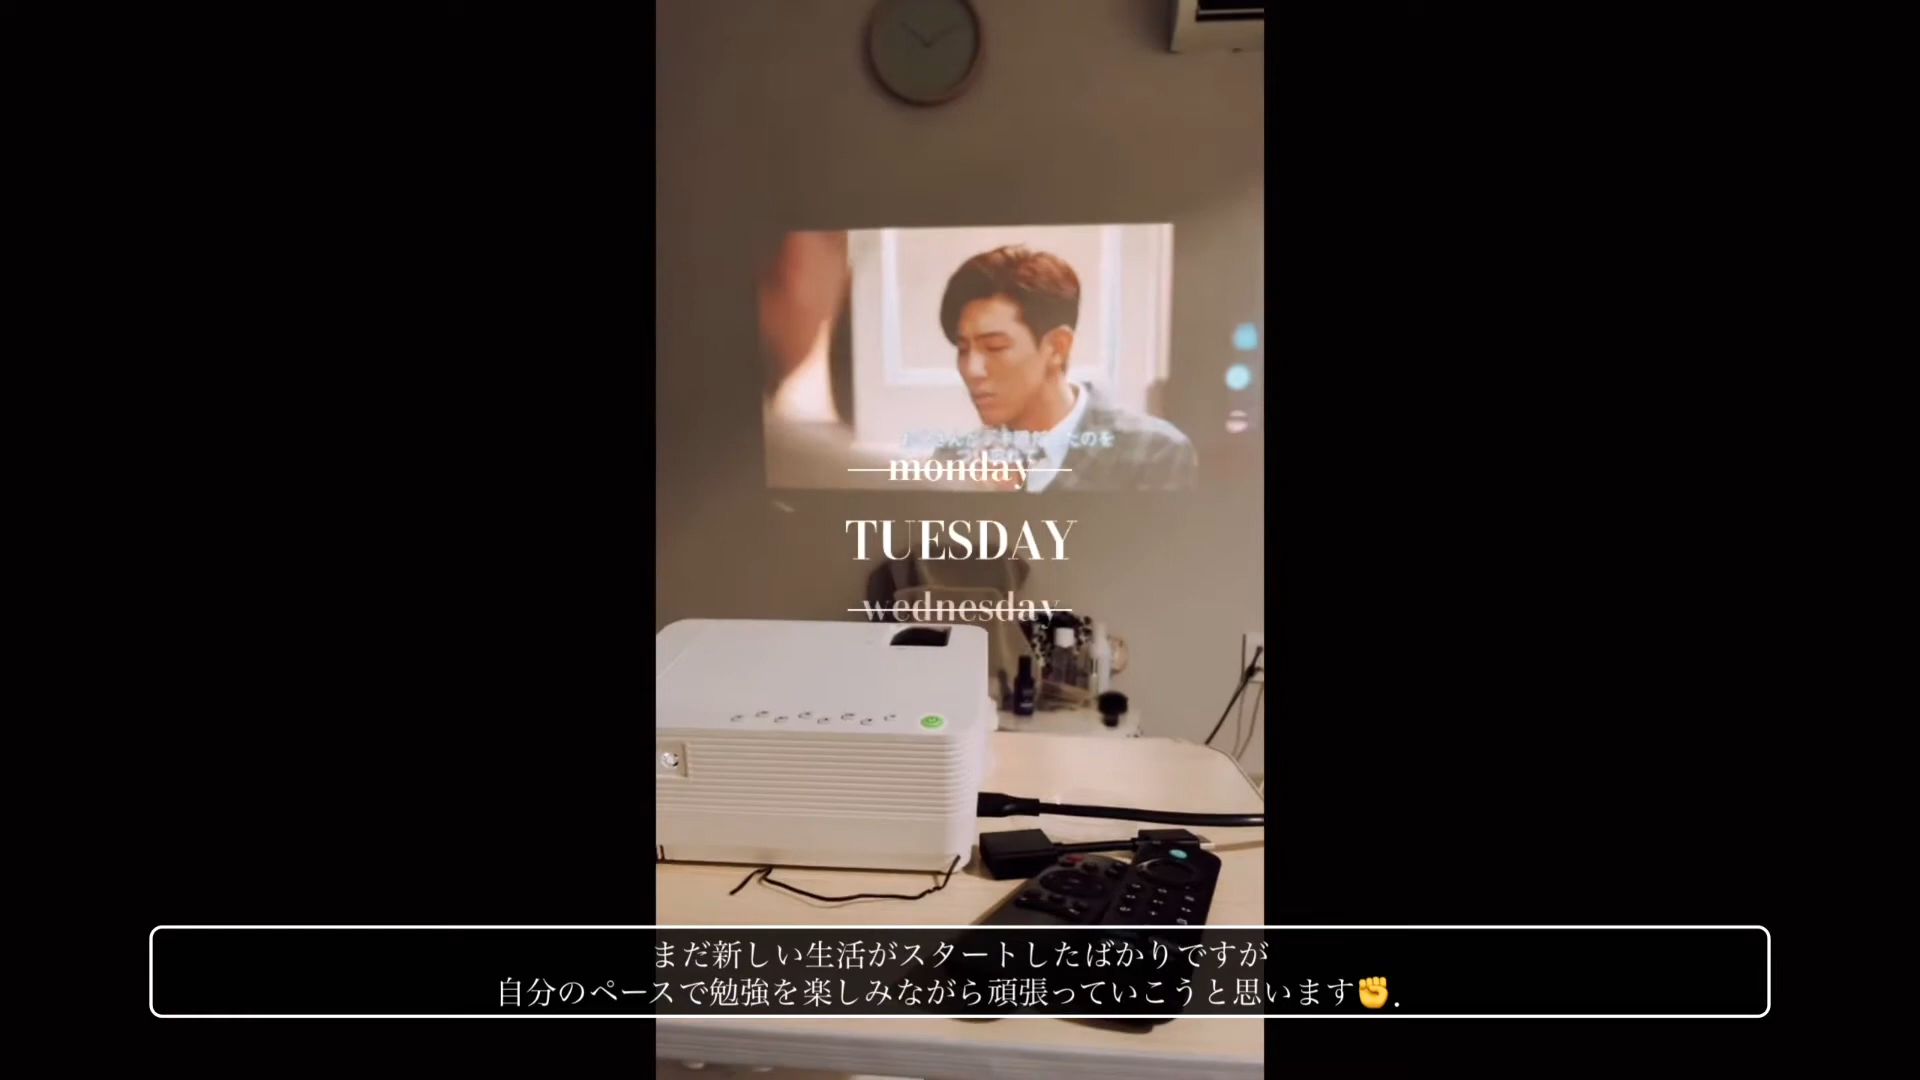 monday
TUESDAY
wednesday
まだ新しい生活がスタートしたばかりですが
自分のペースで勉強を楽しみながら頑張っていこうと思います✊.